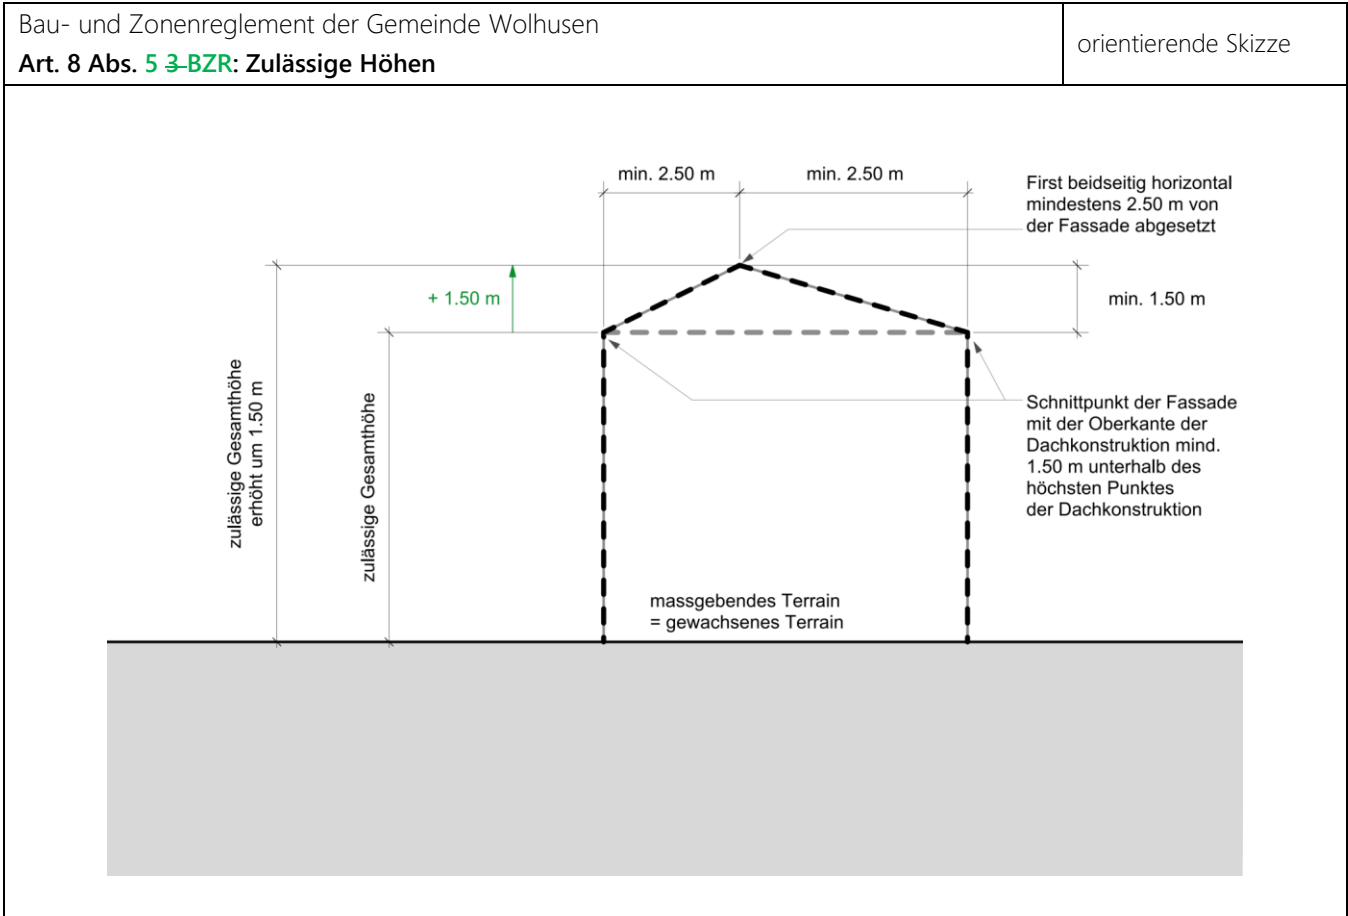 Bau- und Zonenreglement der Gemeinde Wolhusen
Art. 8 Abs. 5 3 BZR: Zulässige Höhen
orientierende Skizze
min. 2.50 m
min. 2.50 m
First beidseitig horizontal
mindestens 2.50 m von
der Fassade abgesetzt
+ 1.50 m
min. 1.50 m
zulässige Gesamthöhe
erhöht um 1.50 m
zulässige Gesamthöhe
Schnittpunkt der Fassade
mit der Oberkante der
Dachkonstruktion mind.
1.50 m unterhalb des
höchsten Punktes
der Dachkonstruktion
massgebendes Terrain
= gewachsenes Terrain